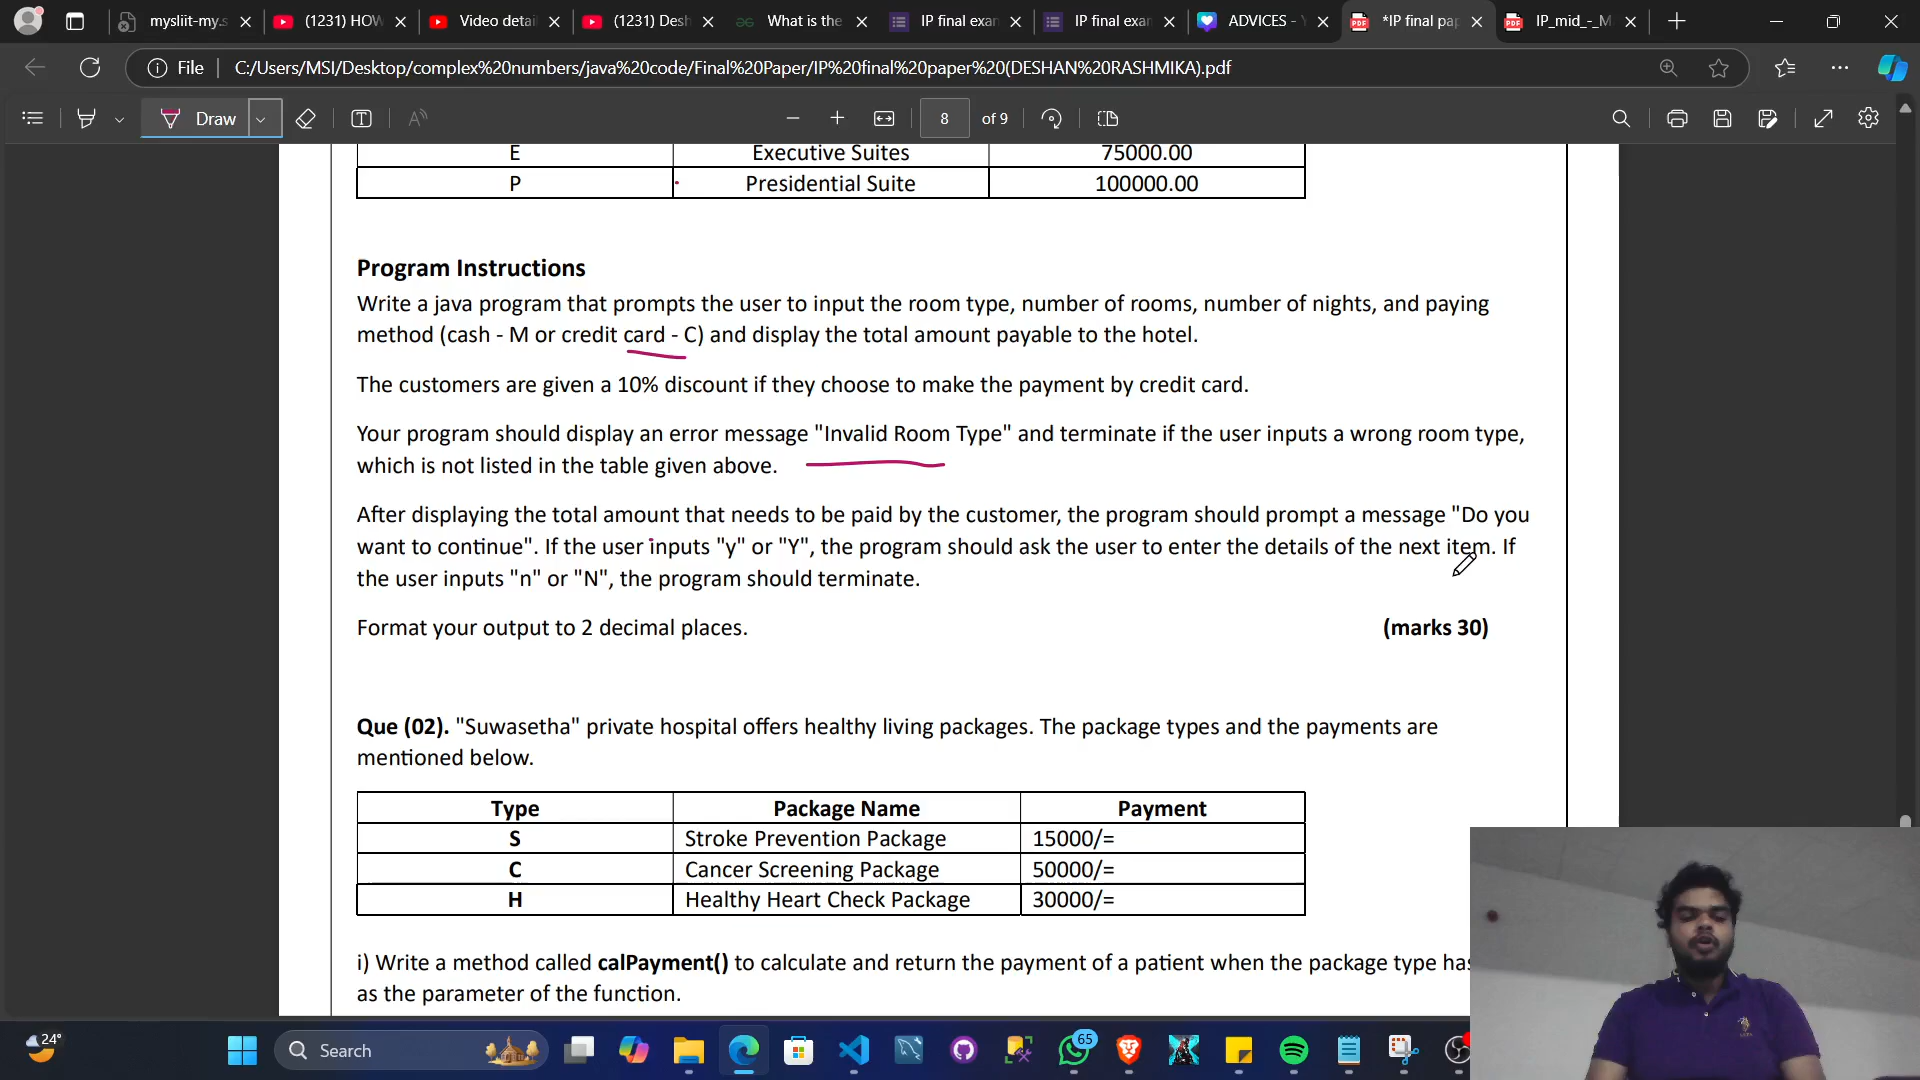 mysliit-my.s
(1231) HOW
Video detai
(1231) Desh
What is the
IP final exan
IP final exan
ADVICES - Y
*IP final pap
IP_mid_-_M
File
C:/Users/MSI/Desktop/complex%20numbers/java%20code/Final%20Paper/IP%20final%20paper%20(DESHAN%20RASHMIKA).pdf
Draw
8 of 9
E Executive Suites 75000.00
P Presidential Suite 100000.00
Program Instructions
Write a java program that prompts the user to input the room type, number of rooms, number of nights, and paying
method (cash - M or credit card - C) and display the total amount payable to the hotel.
The customers are given a 10% discount if they choose to make the payment by credit card.
Your program should display an error message "Invalid Room Type" and terminate if the user inputs a wrong room type,
which is not listed in the table given above.
After displaying the total amount that needs to be paid by the customer, the program should prompt a message "Do you
want to continue". If the user inputs "y" or "Y", the program should ask the user to enter the details of the next item. If
the user inputs "n" or "N", the program should terminate.
Format your output to 2 decimal places. (marks 30)
Que (02). "Suwasetha" private hospital offers healthy living packages. The package types and the payments are
mentioned below.
Type Package Name Payment
S Stroke Prevention Package 15000/=
C Cancer Screening Package 50000/=
H Healthy Heart Check Package 30000/=
i) Write a method called calPayment() to calculate and return the payment of a patient when the package type has
as the parameter of the function.
24°
Search
65